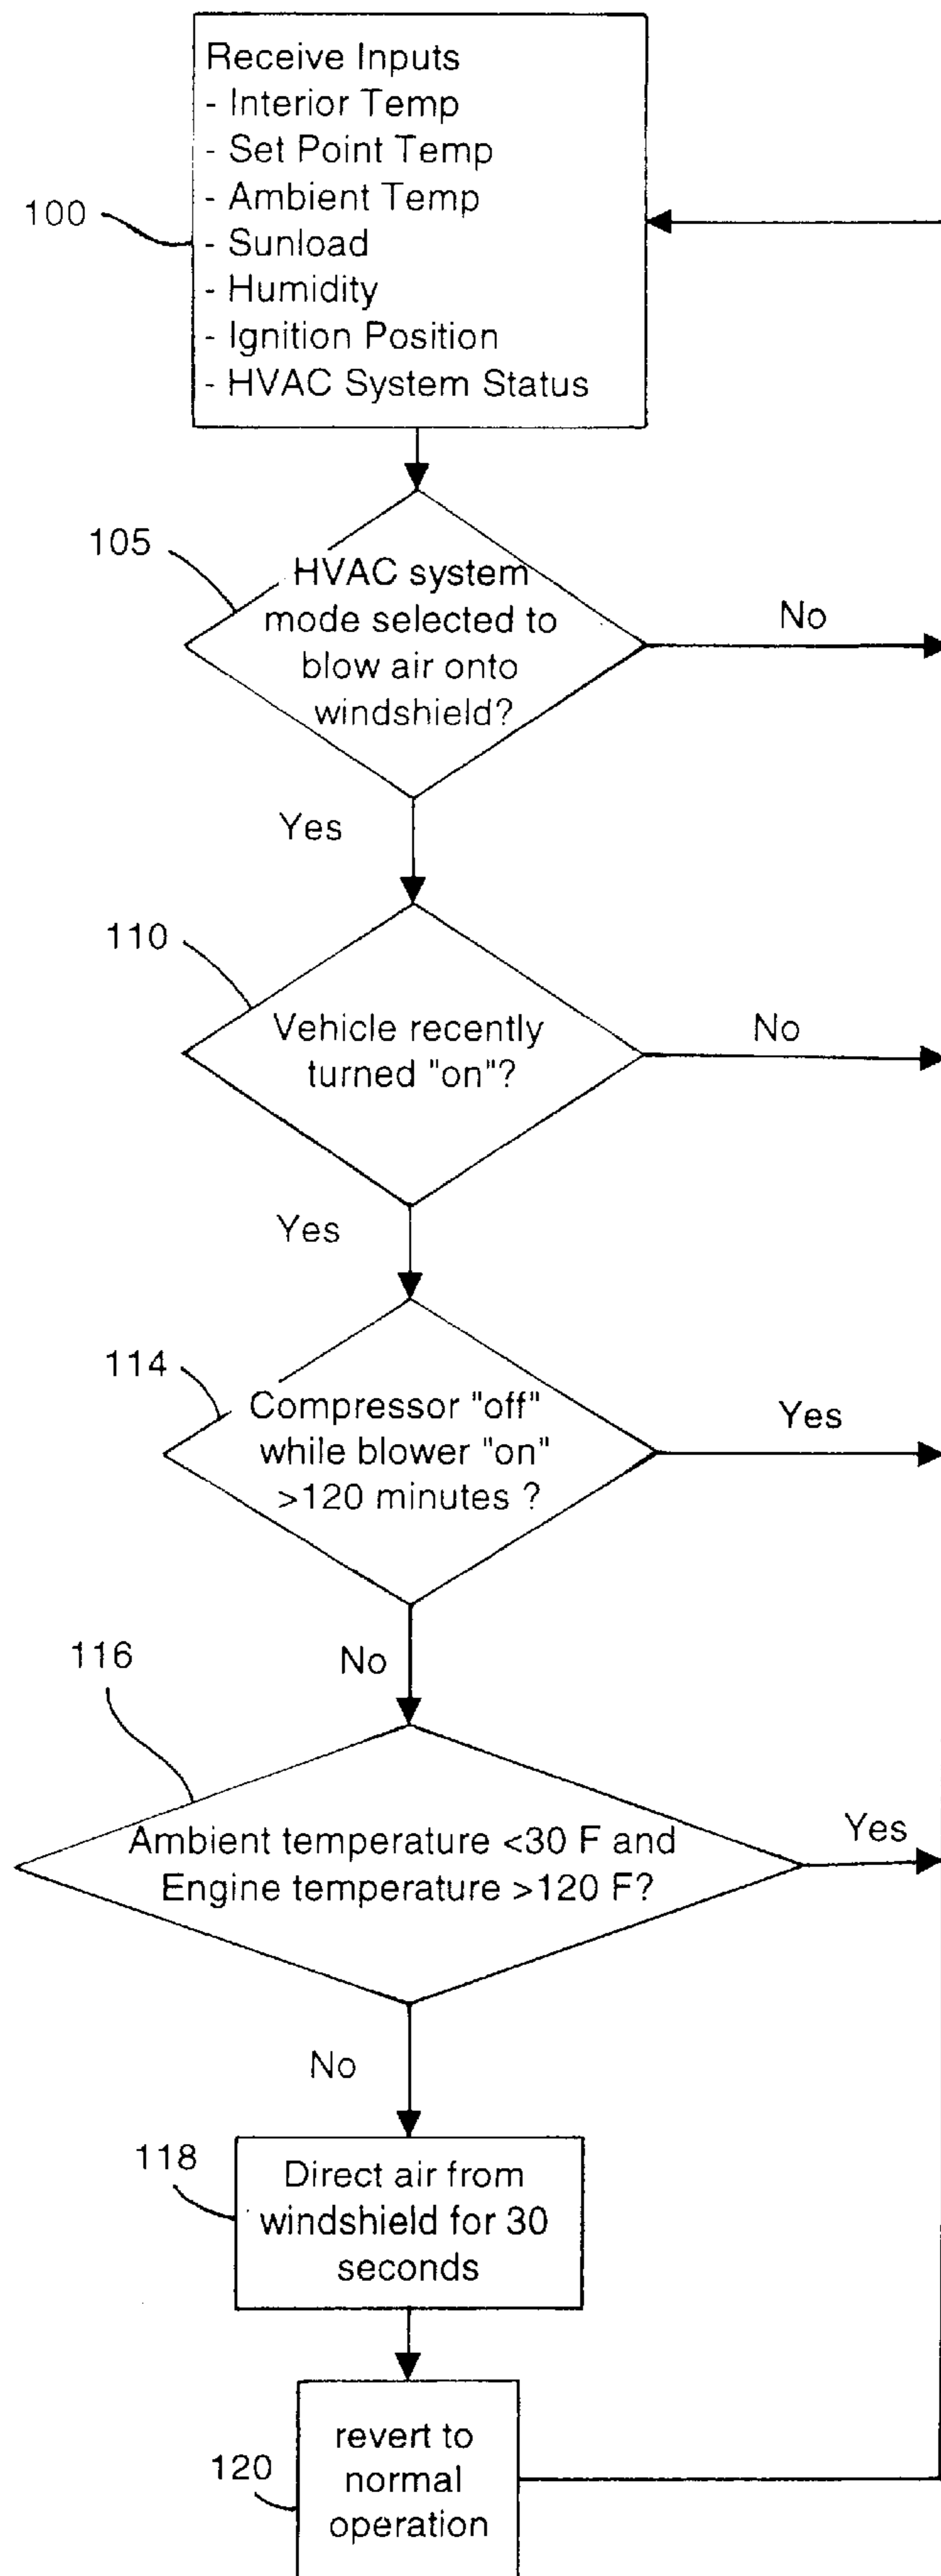 Receive Inputs
- Interior Temp
- Set Point Temp
- Ambient Temp
- Sunload
- Humidity
- Ignition Position
- HVAC System Status
100
105
HVAC system
mode selected to
blow air onto
windshield?
No
Yes
110
Vehicle recently
turned "on"?
No
Yes
114
Compressor "off"
while blower "on"
>120 minutes ?
Yes
No
116
Ambient temperature <30 F and
Engine temperature >120 F?
Yes
No
118
Direct air from
windshield for 30
seconds
120
revert to
normal
operation